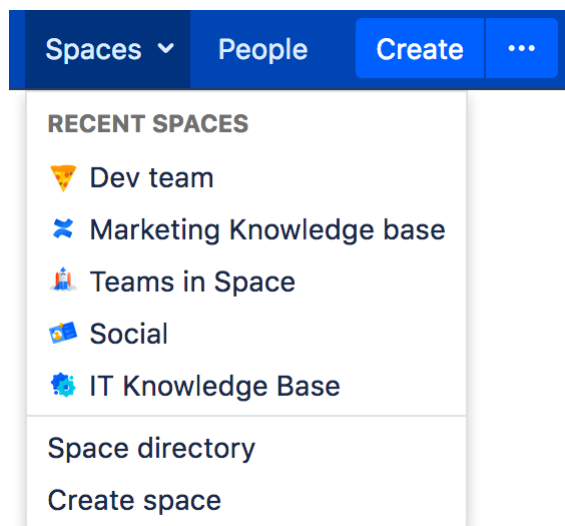 Spaces People Create ...
RECENT SPACES
Dev team
Marketing Knowledge base
Teams in Space
Social
IT Knowledge Base
Space directory
Create space